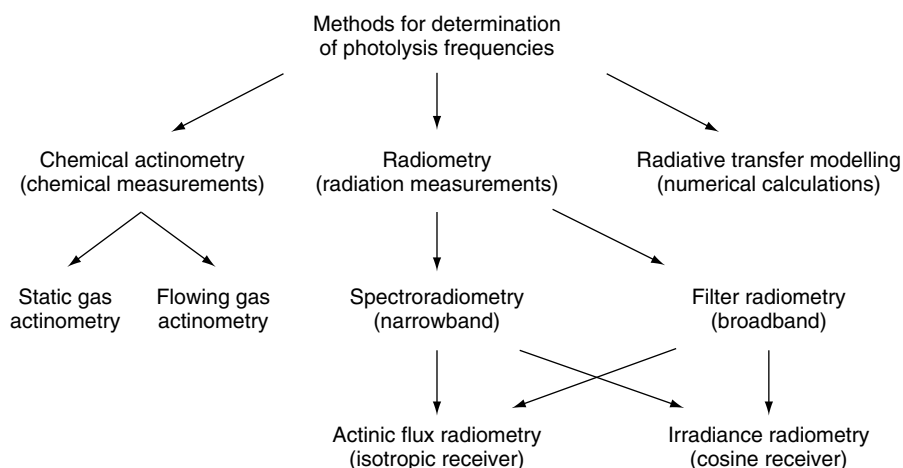 Methods for determination
of photolysis frequencies
Chemical actinometry
(chemical measurements)
Radiometry
(radiation measurements)
Radiative transfer modelling
(numerical calculations)
Static gas
actinometry
Flowing gas
actinometry
Spectroradiometry
(narrowband)
Filter radiometry
(broadband)
Actinic flux radiometry
(isotropic receiver)
Irradiance radiometry
(cosine receiver)